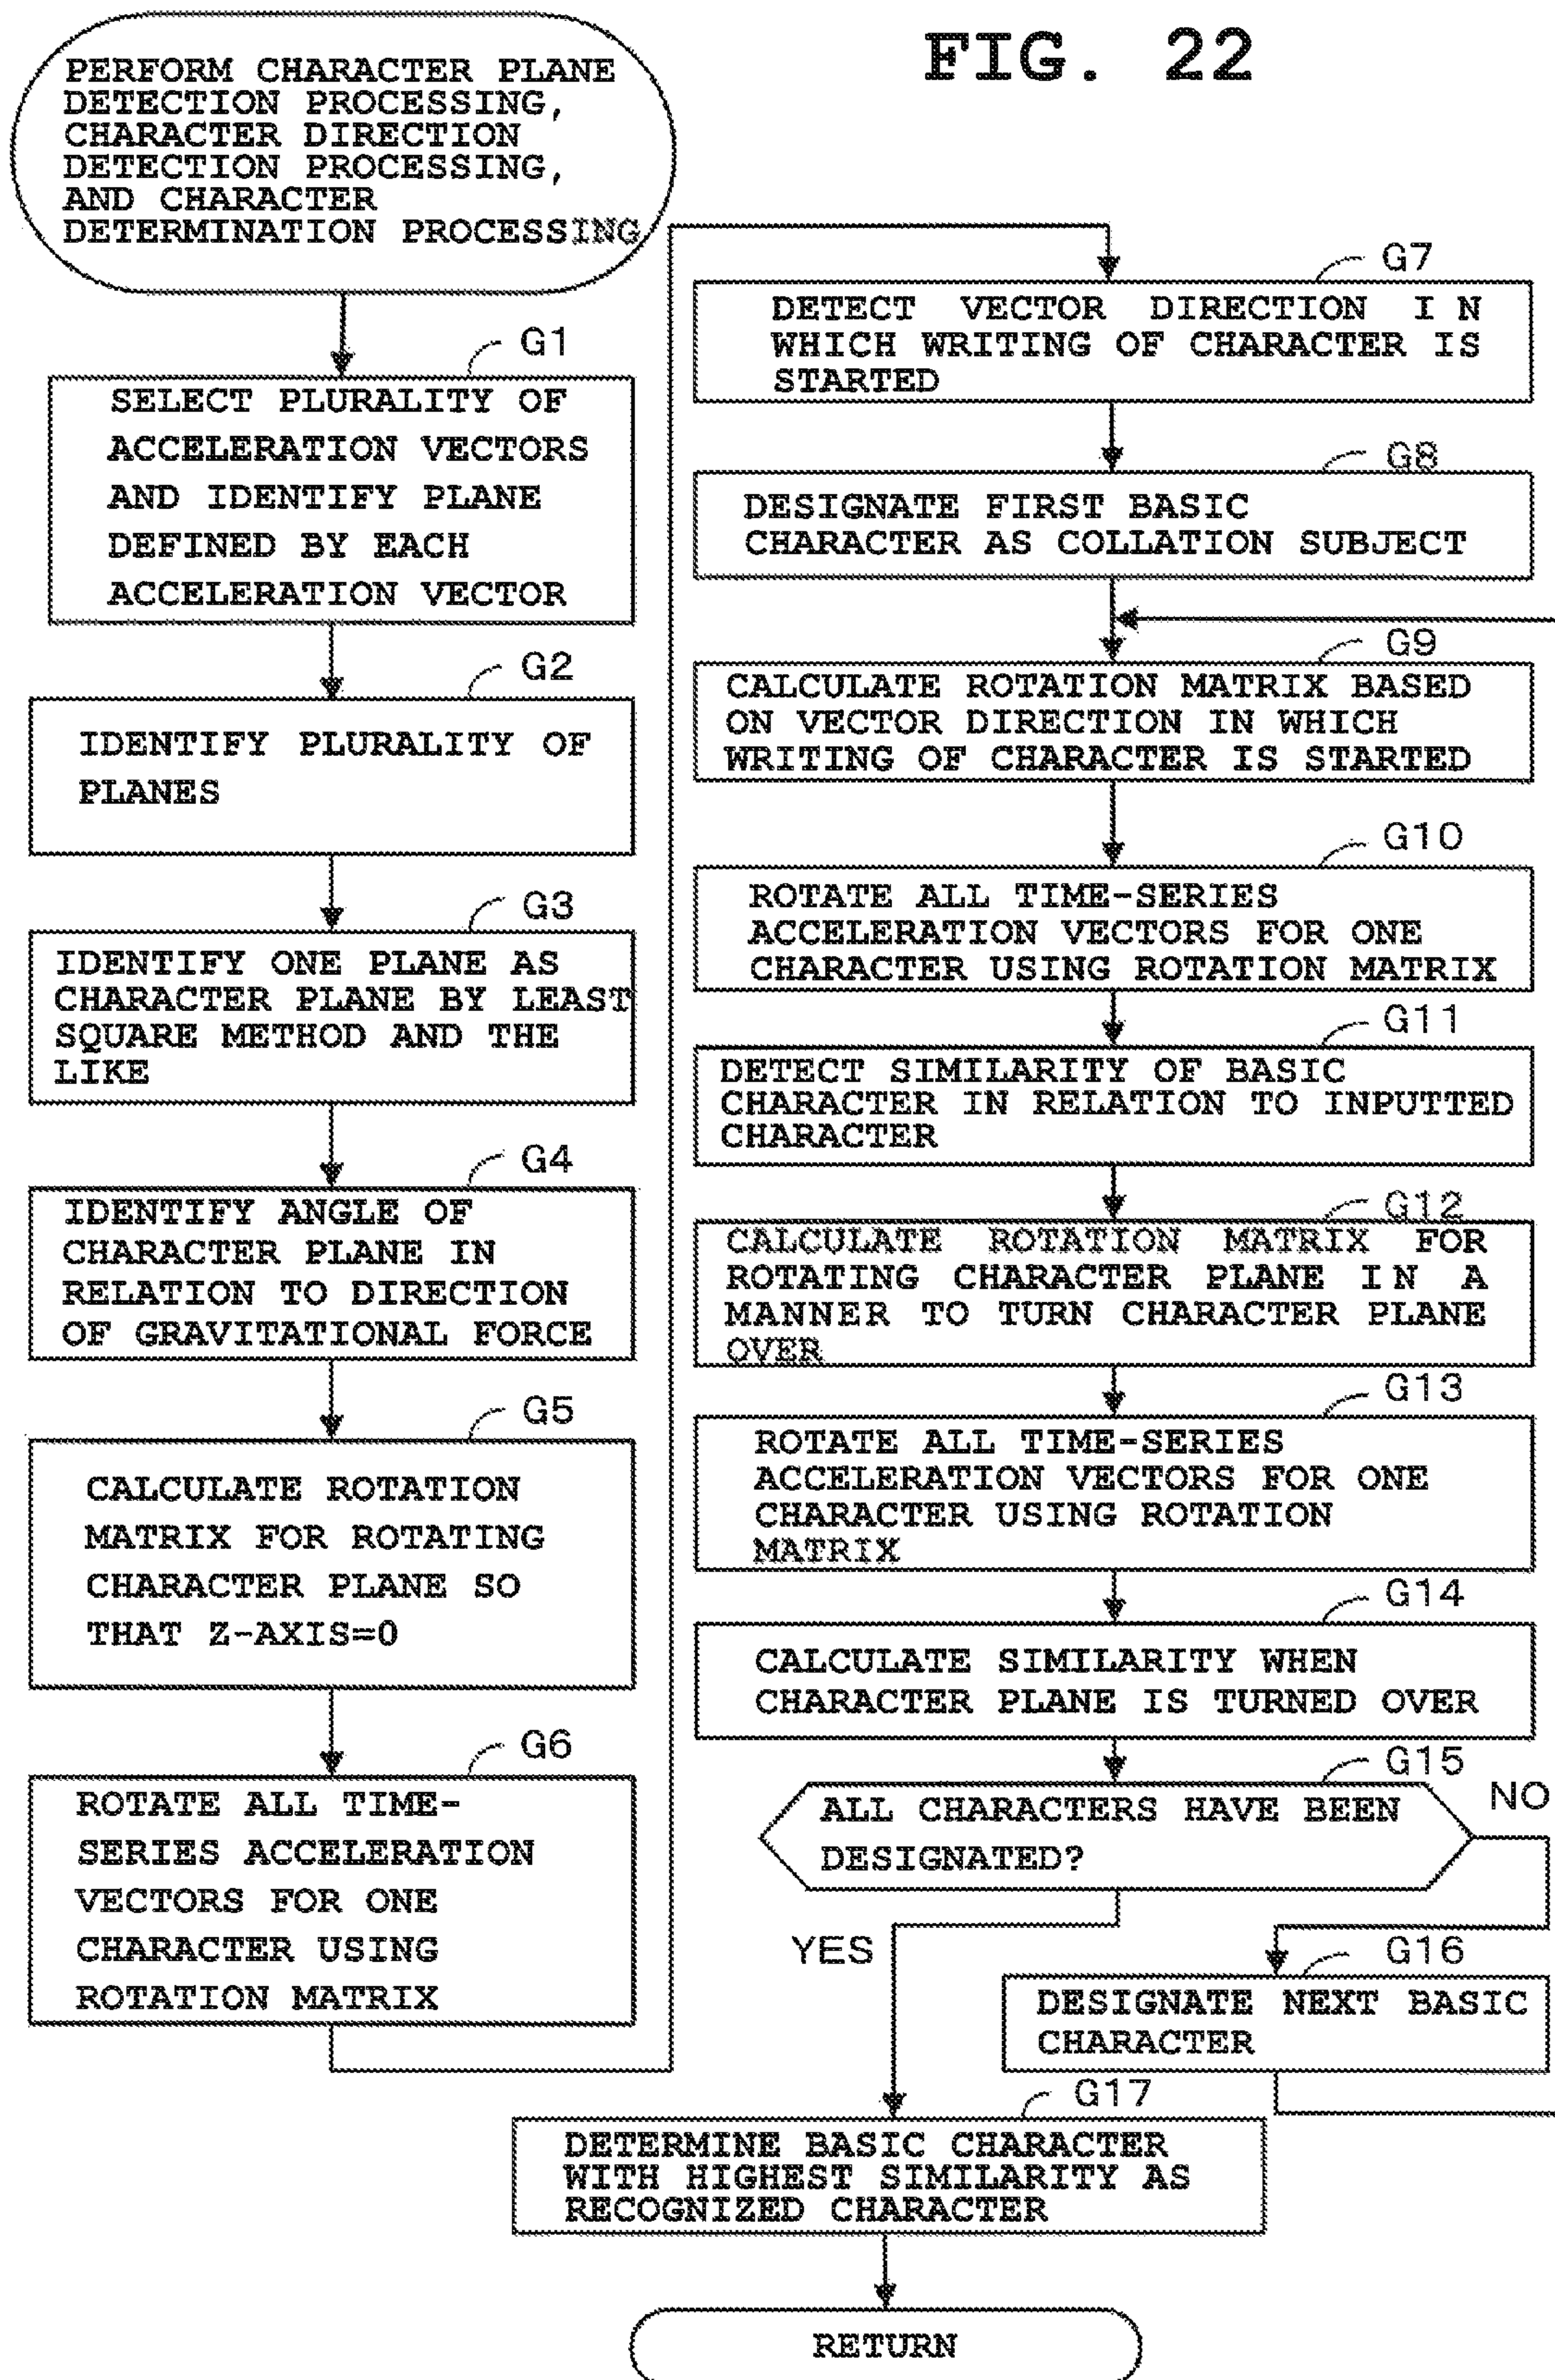 FIG. 22
PERFORM CHARACTER PLANE
DETECTION PROCESSING,
CHARACTER DIRECTION
DETECTION PROCESSING,
AND CHARACTER
DETERMINATION PROCESSING
G1
SELECT PLURALITY OF
ACCELERATION VECTORS
AND IDENTIFY PLANE
DEFINED BY EACH
ACCELERATION VECTOR
G2
IDENTIFY PLURALITY OF
PLANES
G3
IDENTIFY ONE PLANE AS
CHARACTER PLANE BY LEAST
SQUARE METHOD AND THE
LIKE
G4
IDENTIFY ANGLE OF
CHARACTER PLANE IN
RELATION TO DIRECTION
OF GRAVITATIONAL FORCE
G5
CALCULATE ROTATION
MATRIX FOR ROTATING
CHARACTER PLANE SO
THAT Z-AXIS=0
G6
ROTATE ALL TIME-
SERIES ACCELERATION
VECTORS FOR ONE
CHARACTER USING
ROTATION MATRIX
G7
DETECT VECTOR DIRECTION IN
WHICH WRITING OF CHARACTER IS
STARTED
G8
DESIGNATE FIRST BASIC
CHARACTER AS COLLATION SUBJECT
G9
CALCULATE ROTATION MATRIX BASED
ON VECTOR DIRECTION IN WHICH
WRITING OF CHARACTER IS STARTED
G10
ROTATE ALL TIME-SERIES
ACCELERATION VECTORS FOR ONE
CHARACTER USING ROTATION MATRIX
G11
DETECT SIMILARITY OF BASIC
CHARACTER IN RELATION TO INPUTTED
CHARACTER
G12
CALCULATE ROTATION MATRIX FOR
ROTATING CHARACTER PLANE IN A
MANNER TO TURN CHARACTER PLANE
OVER
G13
ROTATE ALL TIME-SERIES
ACCELERATION VECTORS FOR ONE
CHARACTER USING ROTATION
MATRIX
G14
CALCULATE SIMILARITY WHEN
CHARACTER PLANE IS TURNED OVER
G15
ALL CHARACTERS HAVE BEEN
DESIGNATED?
NO
YES
G16
DESIGNATE NEXT BASIC
CHARACTER
G17
DETERMINE BASIC CHARACTER
WITH HIGHEST SIMILARITY AS
RECOGNIZED CHARACTER
RETURN